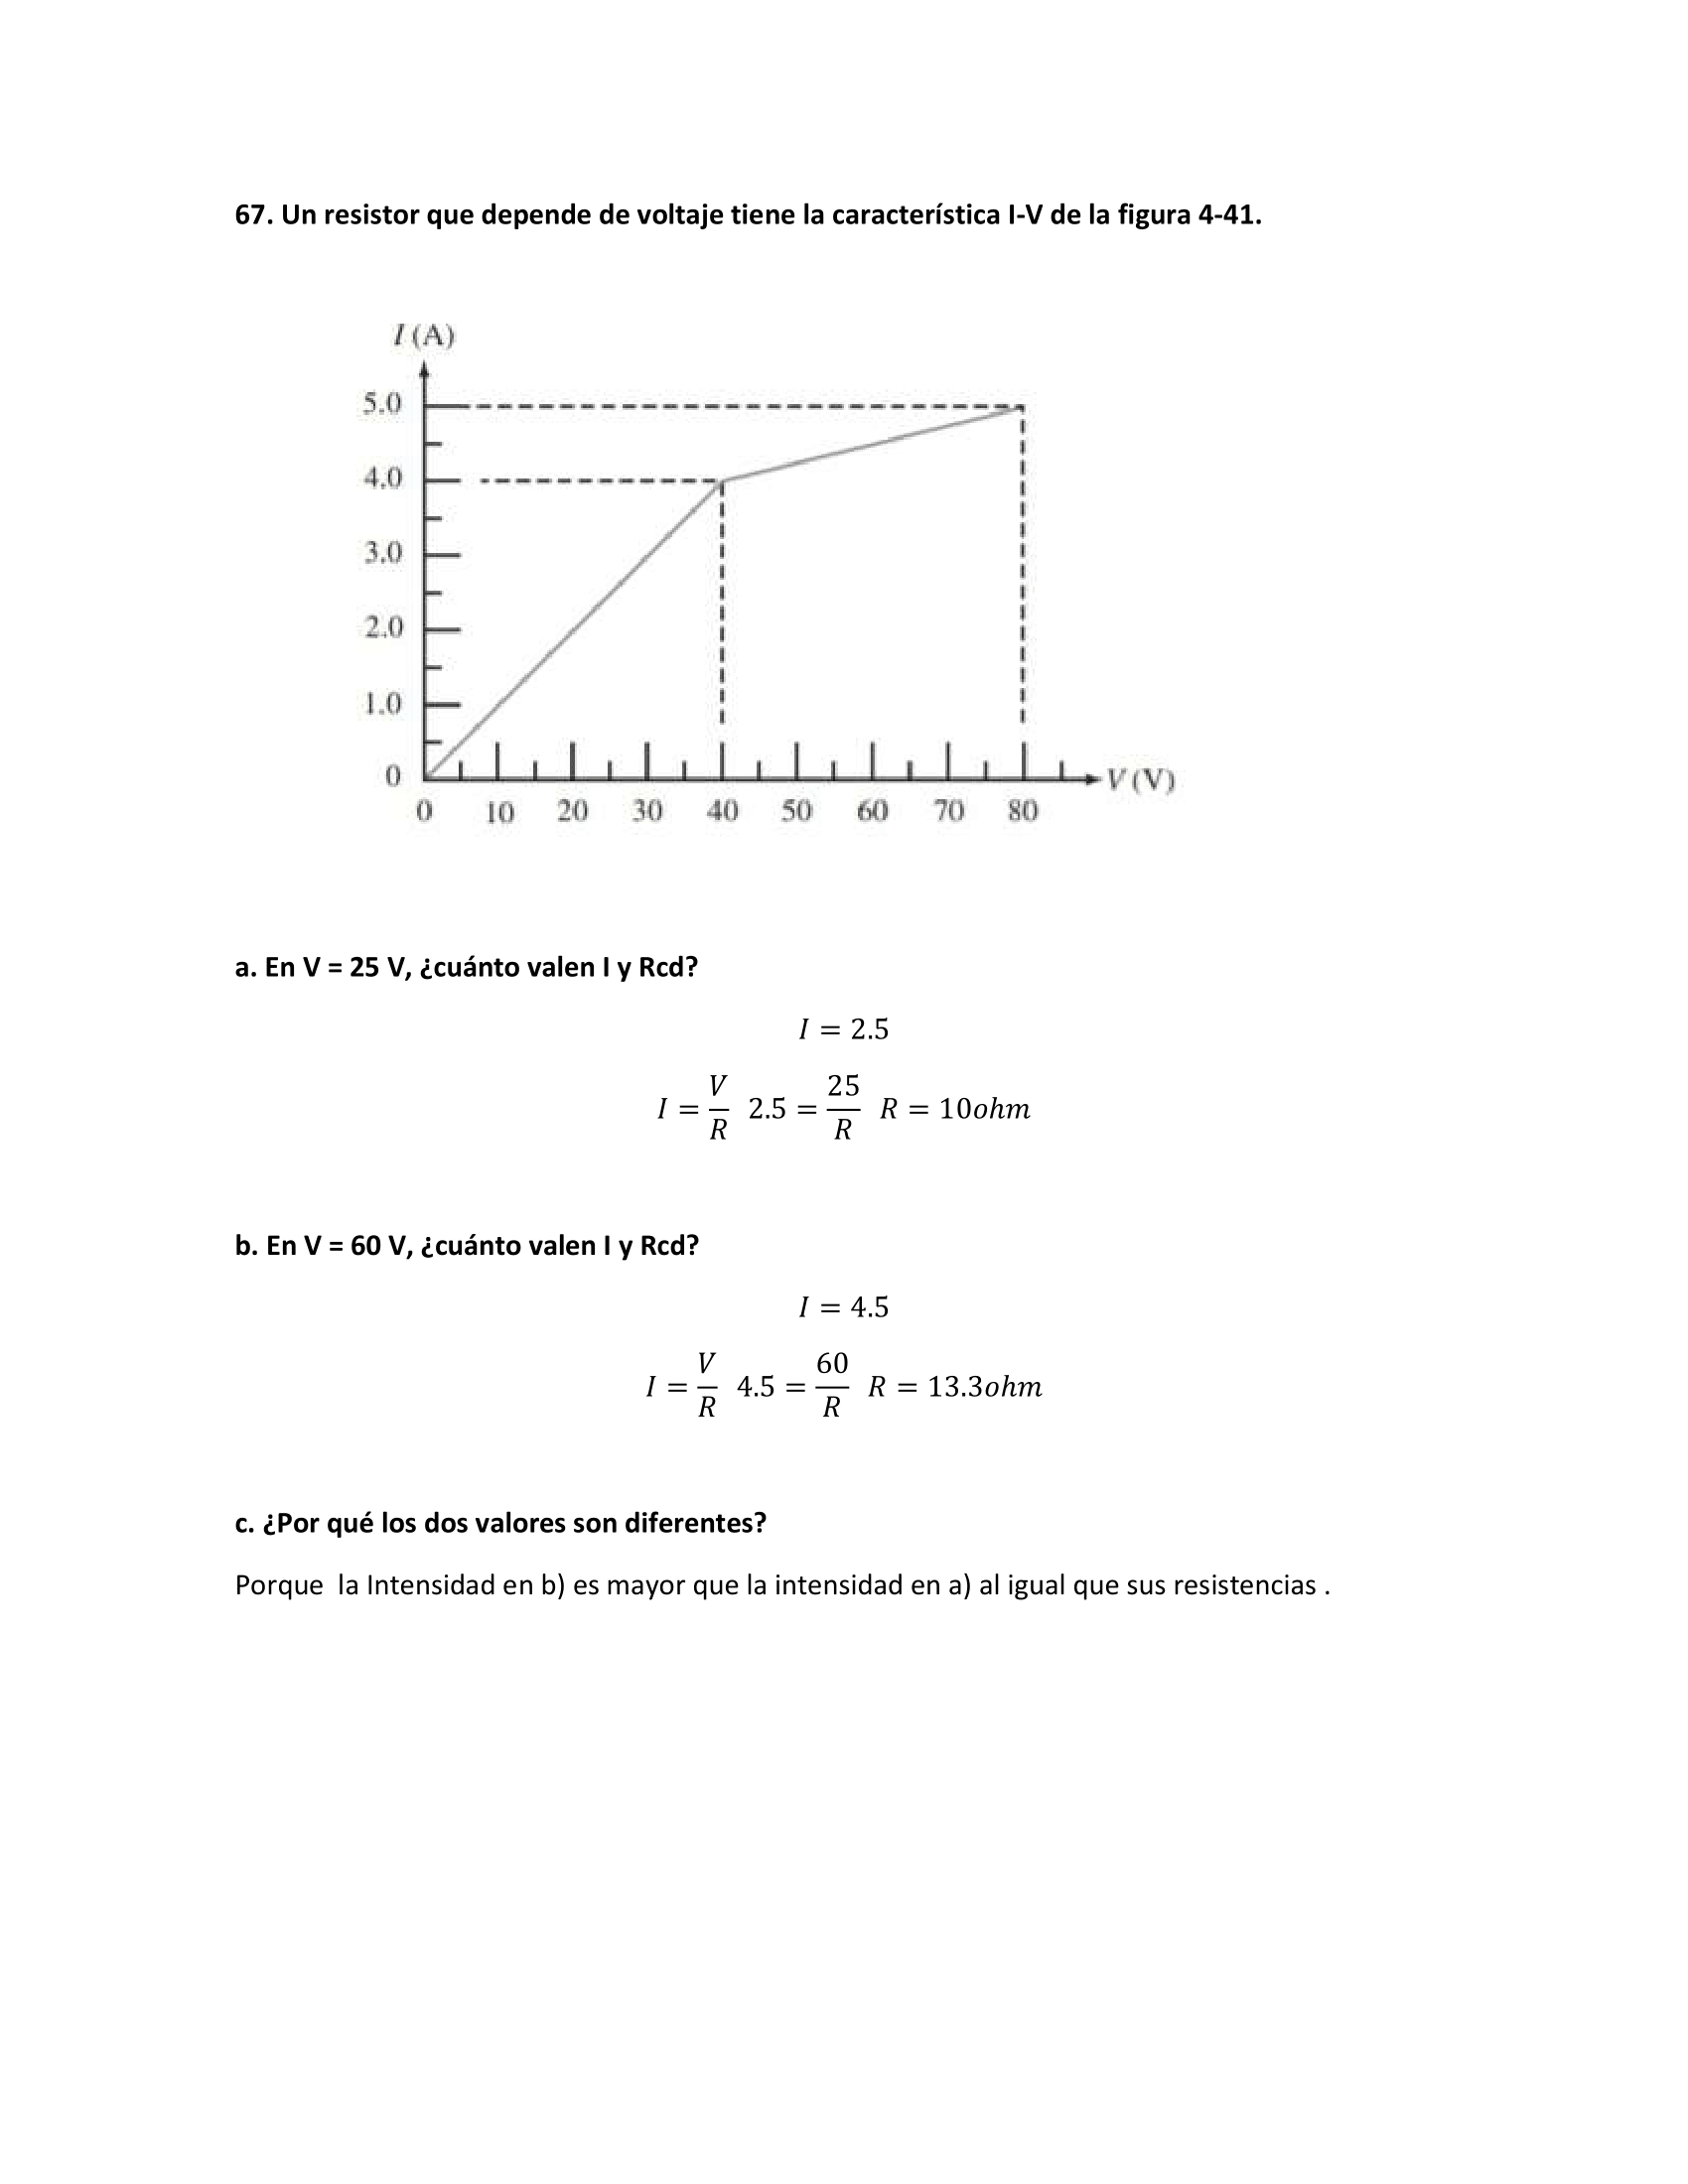 67. Un resistor que depende de voltaje tiene la característica I-V de la figura 4-41.
I (A)
5.0
4.0
3.0
2.0
1.0
0
V (V)
0 10 20 30 40 50 60 70 80
a. En V = 25 V, ¿cuánto valen I y Rcd?
I = 2.5
I = V/R 2.5 = 25/R R = 10ohm
b. En V = 60 V, ¿cuánto valen I y Rcd?
I = 4.5
I = V/R 4.5 = 60/R R = 13.3ohm
c. ¿Por qué los dos valores son diferentes?
Porque  la Intensidad en b) es mayor que la intensidad en a) al igual que sus resistencias .